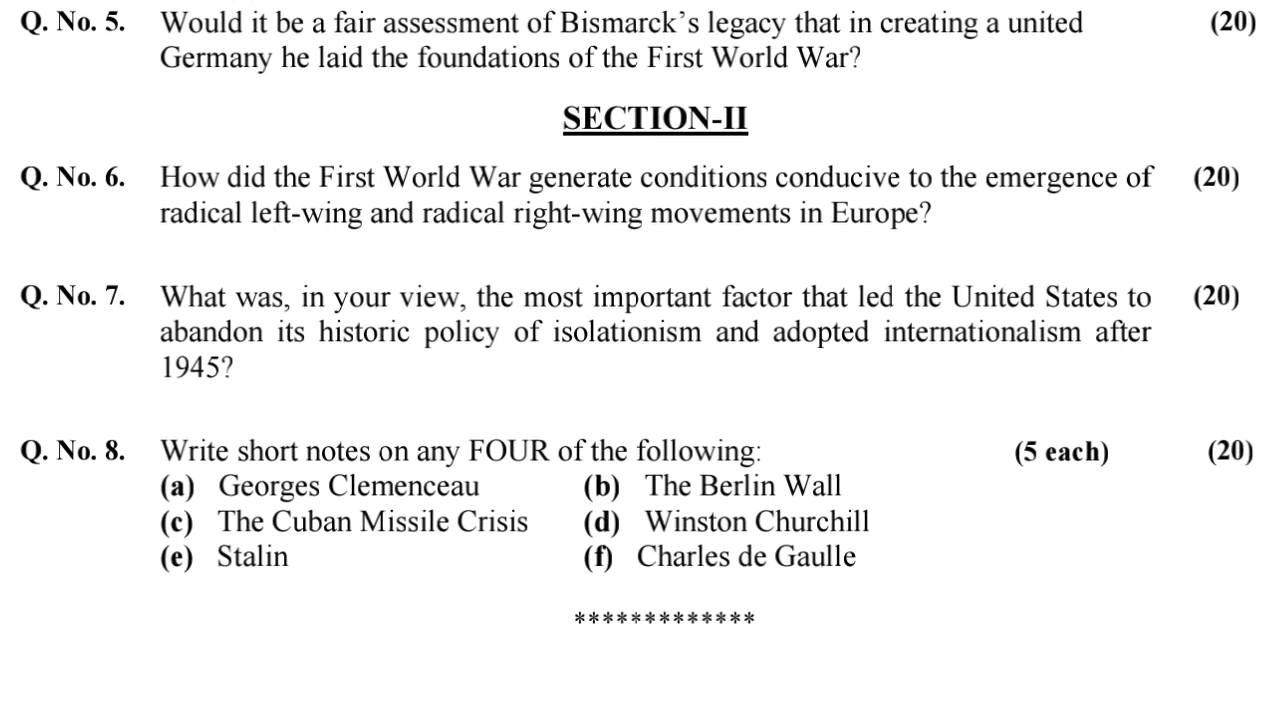 Q. No. 5. Would it be a fair assessment of Bismarck’s legacy that in creating a united (20)
Germany he laid the foundations of the First World War?
SECTION-II
Q. No. 6. How did the First World War generate conditions conducive to the emergence of (20)
radical left-wing and radical right-wing movements in Europe?
Q. No. 7. What was, in your view, the most important factor that led the United States to (20)
abandon its historic policy of isolationism and adopted internationalism after
1945?
Q. No. 8. Write short notes on any FOUR of the following: (5 each) (20)
(a) Georges Clemenceau (b) The Berlin Wall
(c) The Cuban Missile Crisis (d) Winston Churchill
(e) Stalin (f) Charles de Gaulle
*************